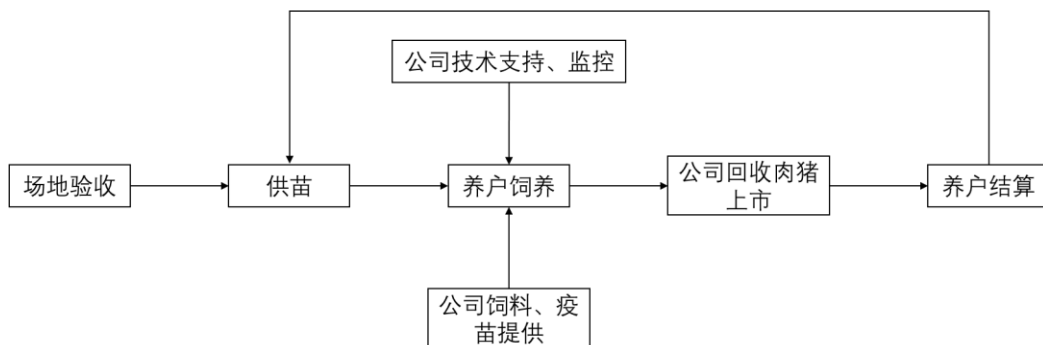 公司技术支持、监控
场地验收
供苗
养户饲养
公司回收肉猪
上市
养户结算
公司饲料、疫
苗提供